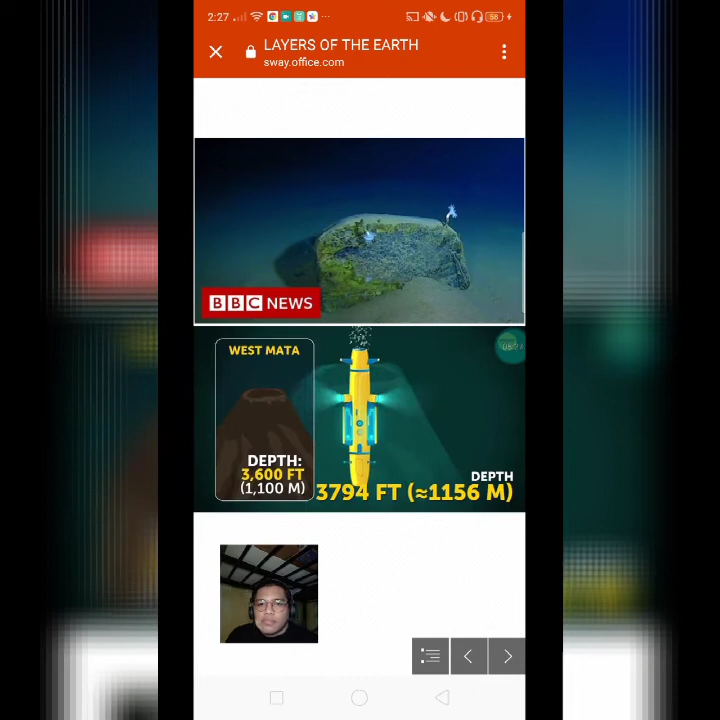 2:27
58
LAYERS OF THE EARTH
sway.office.com
BBC NEWS
WEST MATA
DEPTH:
3,600 FT
(1,100 M)
DEPTH
3794 FT (≈1156 M)